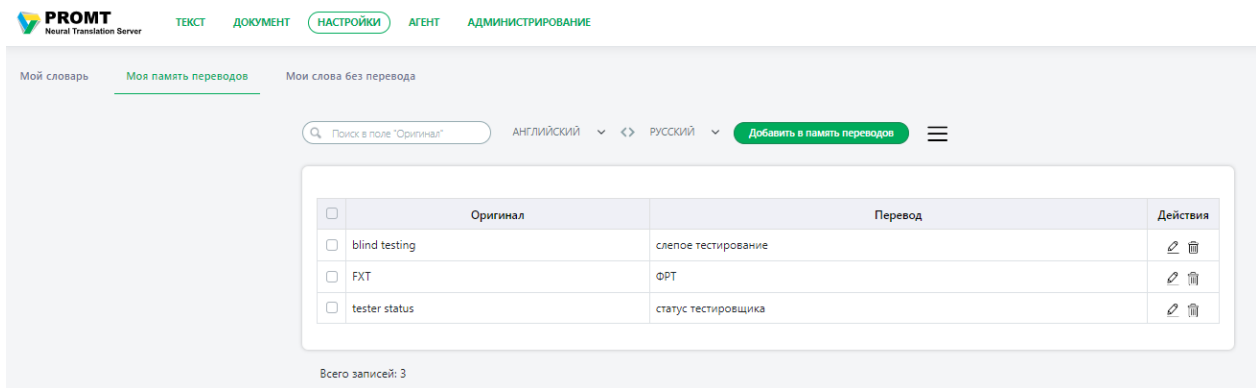 PROMT
Neural Translation Server
ТЕКСТ ДОКУМЕНТ НАСТРОЙКИ АГЕНТ АДМИНИСТРИРОВАНИЕ
Мой словарь Моя память переводов Мои слова без перевода
Поиск в поле "Оригинал" АНГЛИЙСКИЙ РУССКИЙ Добавить в память переводов
Оригинал Перевод Действия
blind testing слепое тестирование
FXT ФРТ
tester status статус тестировщика
Всего записей: 3